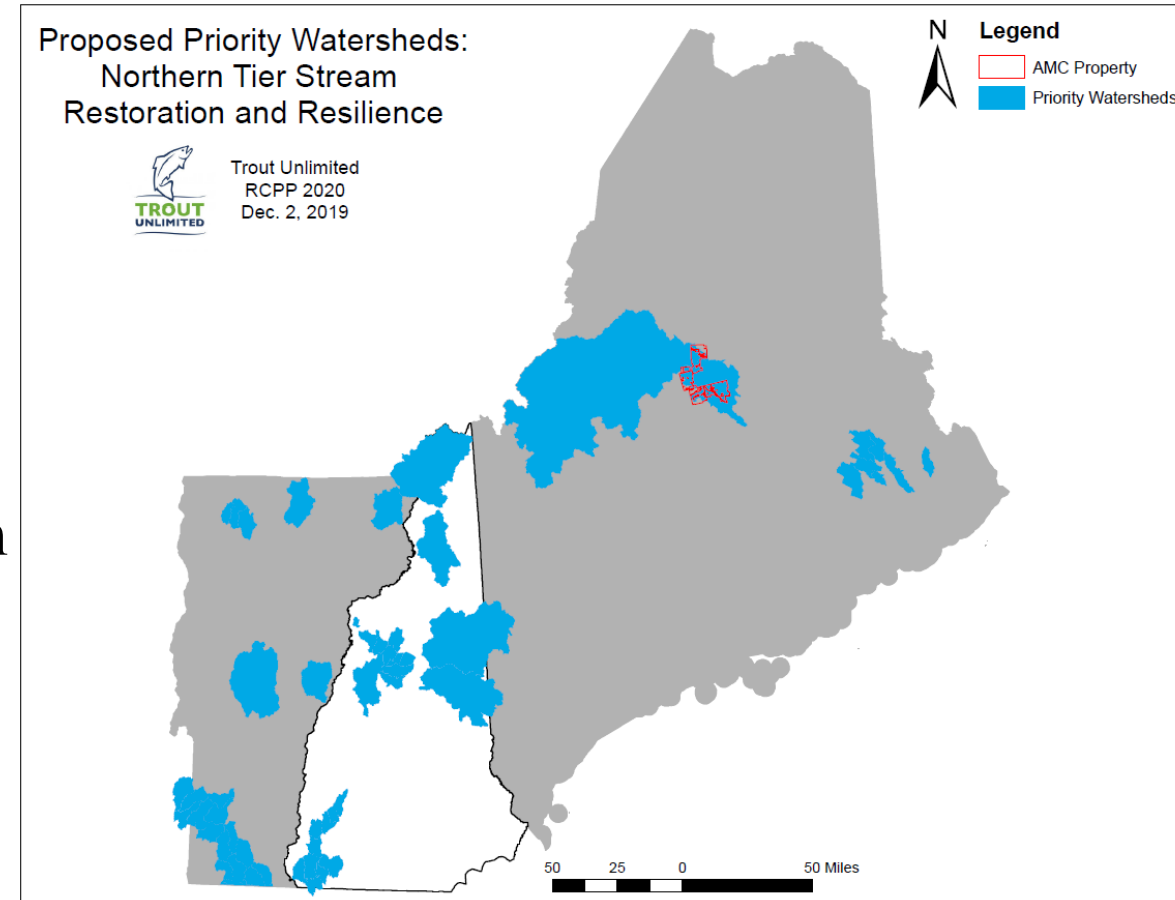 Proposed Priority Watersheds:
Northern Tier Stream
Restoration and Resilience
TROUT
UNLIMITED
Trout Unlimited
RCPP 2020
Dec. 2, 2019
N
Legend
AMC Property
Priority Watersheds
n
50 25 0 50 Miles